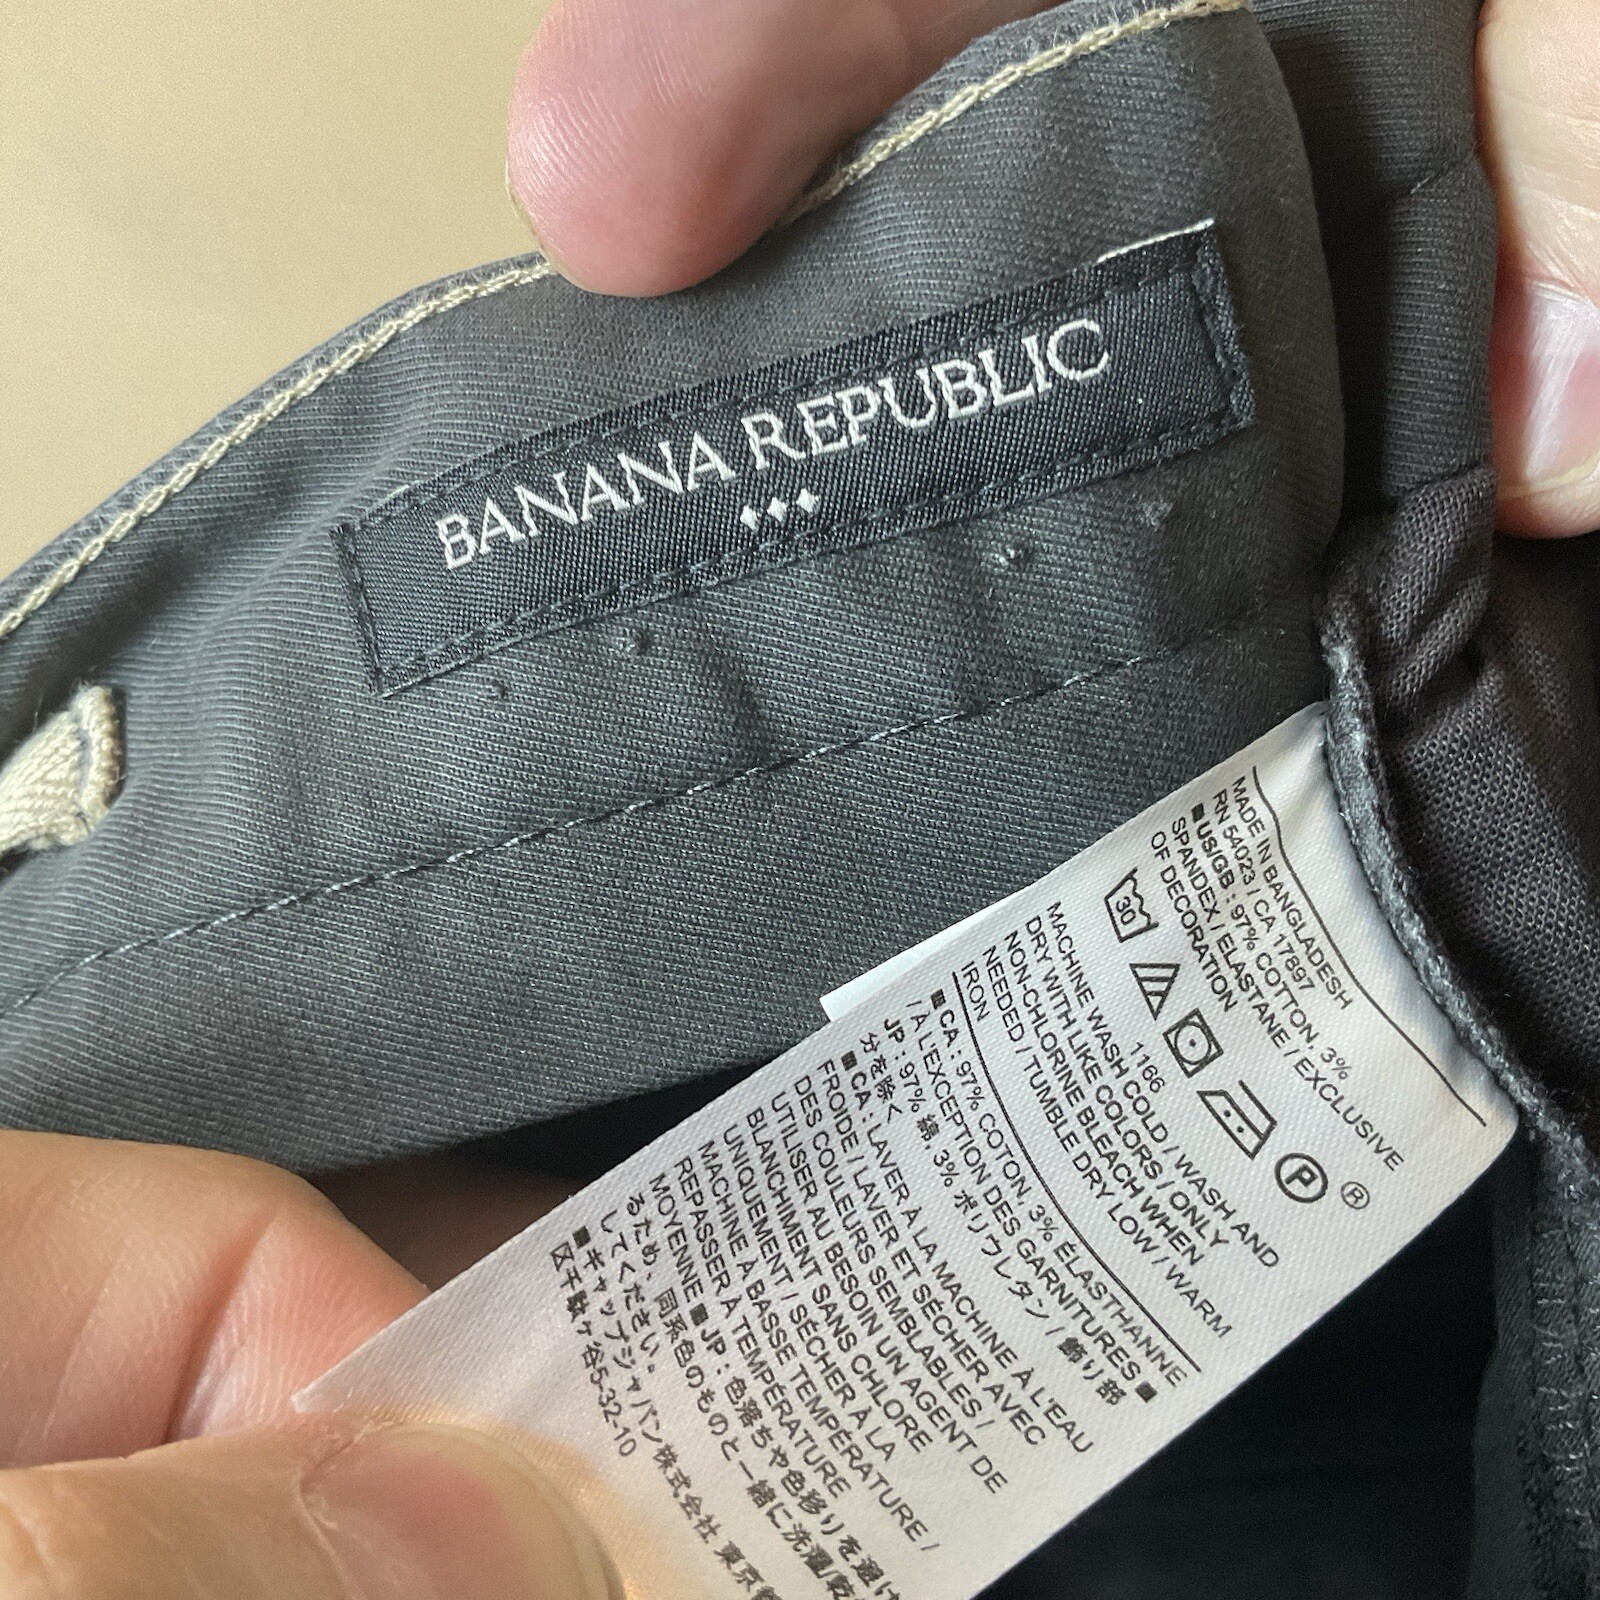 BANANA REPUBLIC
MADE IN BANGLADESH
RN 54023 / CA 17897
■US/GB : 97% COTTON, 3%
SPANDEX / ELASTANE / EXCLUSIVE
OF DECORATION
30
P
®
1166
MACHINE WASH COLD / WASH AND
DRY WITH LIKE COLORS / ONLY
NON-CHLORINE BLEACH WHEN
NEEDED / TUMBLE DRY LOW / WARM
IRON
■CA : 97% COTON, 3% ÉLASTHANNE
/ À L'EXCEPTION DES GARNITURES ■
JP : 97% 綿, 3% ポリウレタン / 飾り部
分を除く
■ CA : LAVER À LA MACHINE À L'EAU
FROIDE / LAVER ET SÉCHER AVEC
DES COULEURS SEMBLABLES /
UTILISER AU BESOIN UN AGENT DE
BLANCHIMENT SANS CHLORE
UNIQUEMENT / SÉCHER À LA
MACHINE À BASSE TEMPÉRATURE /
REPASSER À TEMPÉRATURE
MOYENNE ■ JP : 色落ちや色移りを避け
るため、同系色のものと一緒に洗濯/乾
してください。
■ギャップジャパン株式会社 東京
区千駄ヶ谷5-32-10